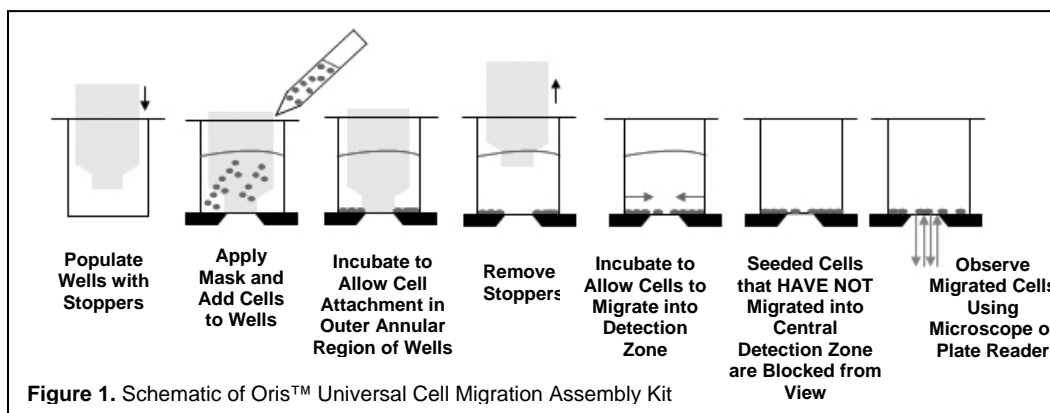 Populate
Wells with
Stoppers
Apply
Mask and
Add Cells
to Wells
Incubate to
Allow Cell
Attachment in
Outer Annular
Region of Wells
Remove
Stoppers
Incubate to
Allow Cells to
Migrate into
Detection
Zone
Seeded Cells
that HAVE NOT
Migrated into
Central
Detection Zone
are Blocked from
View
Observe
Migrated Cells
Using
Microscope o
Plate Reader
Figure 1. Schematic of Oris™ Universal Cell Migration Assembly Kit